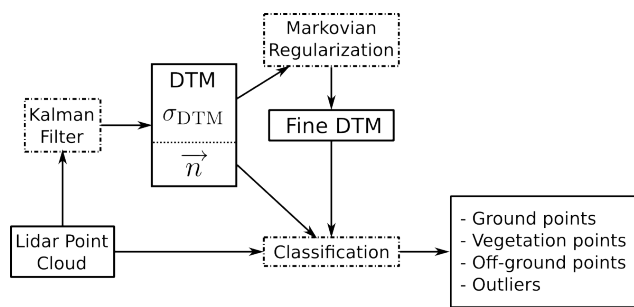 Markovian
Regularization
DTM
σ_DTM
n⃗
Kalman
Filter
Fine DTM
Lidar Point
Cloud
Classification
- Ground points
- Vegetation points
- Off-ground points
- Outliers